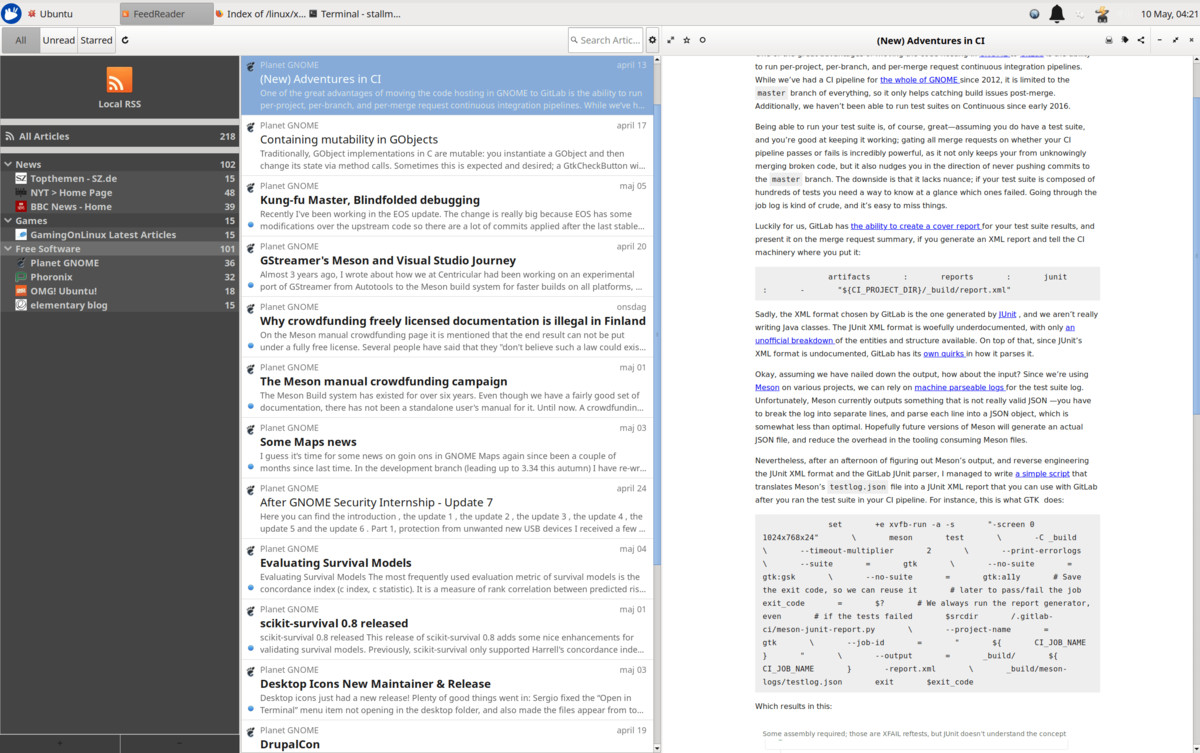 Ubuntu
FeedReader
Index of /linux/x...
Terminal - stallm...
10 May, 04:21
All
Unread
Starred
Search Artic...
(New) Adventures in CI
Local RSS
All Articles 218
News 102
Topthemen - SZ.de 15
NYT > Home Page 48
BBC News - Home 39
Games 15
GamingOnLinux Latest Articles 15
Free Software 101
Planet GNOME 36
Phoronix 32
OMG! Ubuntu! 18
elementary blog 15
Planet GNOME april 13
(New) Adventures in CI
One of the great advantages of moving the code hosting in GNOME to GitLab is the ability to run
per-project, per-branch, and per-merge request continuous integration pipelines. While we've h...
Planet GNOME april 17
Containing mutability in GObjects
Traditionally, GObject implementations in C are mutable: you instantiate a GObject and then
change its state via method calls. Sometimes this is expected and desired; a GtkCheckButton wi...
Planet GNOME maj 05
Kung-fu Master, Blindfolded debugging
Recently I've been working in the EOS update. The change is really big because EOS has some
modifications over the upstream code so there are a lot of commits applied after the last stable...
Planet GNOME april 20
GStreamer's Meson and Visual Studio Journey
Almost 3 years ago, I wrote about how we at Centricular had been working on an experimental
port of GStreamer from Autotools to the Meson build system for faster builds on all platforms, ...
Planet GNOME onsdag
Why crowdfunding freely licensed documentation is illegal in Finland
On the Meson manual crowdfunding page it is mentioned that the end result can not be put
under a fully free license. Several people have said that they "don't believe such a law could exis...
Planet GNOME maj 01
The Meson manual crowdfunding campaign
The Meson Build system has existed for over six years. Even though we have a fairly good set of
documentation, there has not been a standalone user's manual for it. Until now. A crowdfundin...
Planet GNOME maj 03
Some Maps news
I guess it's time for some news on goin ons in GNOME Maps again since been a couple of
months since last time. In the development branch (leading up to 3.34 this autumn) I have re-wr...
Planet GNOME april 24
After GNOME Security Internship - Update 7
Here you can find the introduction , the update 1 , the update 2 , the update 3 , the update 4 , the
update 5 and the update 6 . Part 1, protection from unwanted new USB devices I received a few ...
Planet GNOME maj 04
Evaluating Survival Models
Evaluating Survival Models The most frequently used evaluation metric of survival models is the
concordance index (c index, c statistic). It is a measure of rank correlation between predicted ris...
Planet GNOME maj 01
scikit-survival 0.8 released
scikit-survival 0.8 released This release of scikit-survival 0.8 adds some nice enhancements for
validating survival models. Previously, scikit-survival only supported Harrell's concordance inde...
Planet GNOME maj 03
Desktop Icons New Maintainer & Release
Desktop icons just had a new release! Plenty of good things went in: Sergio fixed the "Open in
Terminal" menu item not opening in the desktop folder, and also made the files appear from to...
Planet GNOME april 19
DrupalCon
to run per-project, per-branch, and per-merge request continuous integration pipelines.
While we've had a CI pipeline for the whole of GNOME since 2012, it is limited to the
master branch of everything, so it only helps catching build issues post-merge.
Additionally, we haven't been able to run test suites on Continuous since early 2016.
Being able to run your test suite is, of course, great—assuming you do have a test suite,
and you're good at keeping it working; gating all merge requests on whether your CI
pipeline passes or fails is incredibly powerful, as it not only keeps your from unknowingly
merging broken code, but it also nudges you in the direction of never pushing commits to
the master branch. The downside is that it lacks nuance; if your test suite is composed of
hundreds of tests you need a way to know at a glance which ones failed. Going through the
job log is kind of crude, and it's easy to miss things.
Luckily for us, GitLab has the ability to create a cover report for your test suite results, and
present it on the merge request summary, if you generate an XML report and tell the CI
machinery where you put it:
artifacts : reports : junit
: - "${CI_PROJECT_DIR}/_build/report.xml"
Sadly, the XML format chosen by GitLab is the one generated by JUnit , and we aren't really
writing Java classes. The JUnit XML format is woefully underdocumented, with only an
unofficial breakdown of the entities and structure available. On top of that, since JUnit's
XML format is undocumented, GitLab has its own quirks in how it parses it.
Okay, assuming we have nailed down the output, how about the input? Since we're using
Meson on various projects, we can rely on machine parseable logs for the test suite log.
Unfortunately, Meson currently outputs something that is not really valid JSON —you have
to break the log into separate lines, and parse each line into a JSON object, which is
somewhat less than optimal. Hopefully future versions of Meson will generate an actual
JSON file, and reduce the overhead in the tooling consuming Meson files.
Nevertheless, after an afternoon of figuring out Meson's output, and reverse engineering
the JUnit XML format and the GitLab JUnit parser, I managed to write a simple script that
translates Meson's testlog.json file into a JUnit XML report that you can use with GitLab
after you ran the test suite in your CI pipeline. For instance, this is what GTK does:
set +e xvfb-run -a -s "-screen 0
1024x768x24" \ meson test \ -C _build
\ --timeout-multiplier 2 \ --print-errorlogs
\ --suite = gtk \ --no-suite =
gtk:gsk \ --no-suite = gtk:a11y # Save
the exit code, so we can reuse it # later to pass/fail the job
exit_code = $? # We always run the report generator,
even # if the tests failed $srcdir /.gitlab-
ci/meson-junit-report.py \ --project-name =
gtk \ --job-id = " ${ CI_JOB_NAME
} " \ --output = _build/ ${
CI_JOB_NAME } -report.xml \ _build/meson-
logs/testlog.json exit $exit_code
Which results in this:
Some assembly required; those are XFAIL reftests, but JUnit doesn't understand the concept